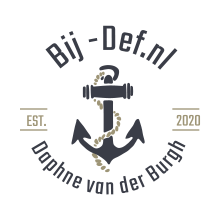 Bij-Def.nl
EST. 2020
Daphne van der Burgh